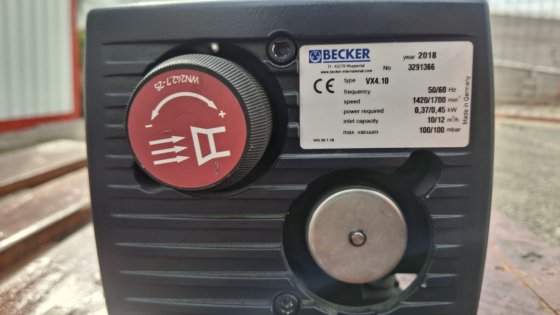 BECKER
year 2018
D - 42279 Wuppertal
No 3291366
www.becker-international.com
CE type VX4.10
frequency 50/60 Hz
speed 1420/1700 min⁻¹
power required 0,37/0,45 kW
inlet capacity 10/12 m³/h
max. vacuum 100/100 mbar
Made in Germany
WN2427-25
+
-